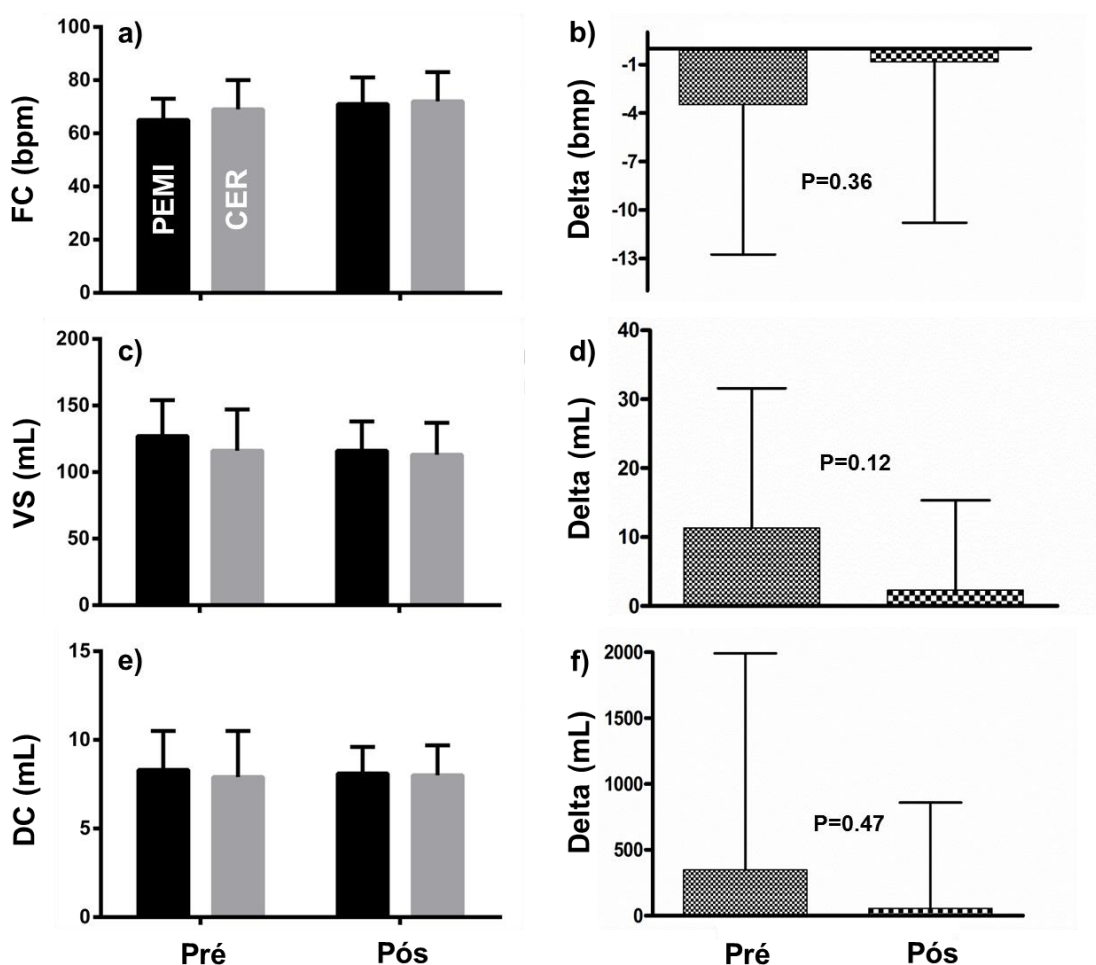 a)
FC (bpm)
100
80
60
40
20
0
PEMI
CER
b)
Delta (bmp)
-1
-4
-7
-10
-13
P=0.36
c)
VS (mL)
200
150
100
50
0
d)
Delta (mL)
40
30
20
10
0
P=0.12
e)
DC (mL)
15
10
5
0
Pré
Pós
f)
Delta (mL)
2000
1500
1000
500
0
P=0.47
Pré
Pós